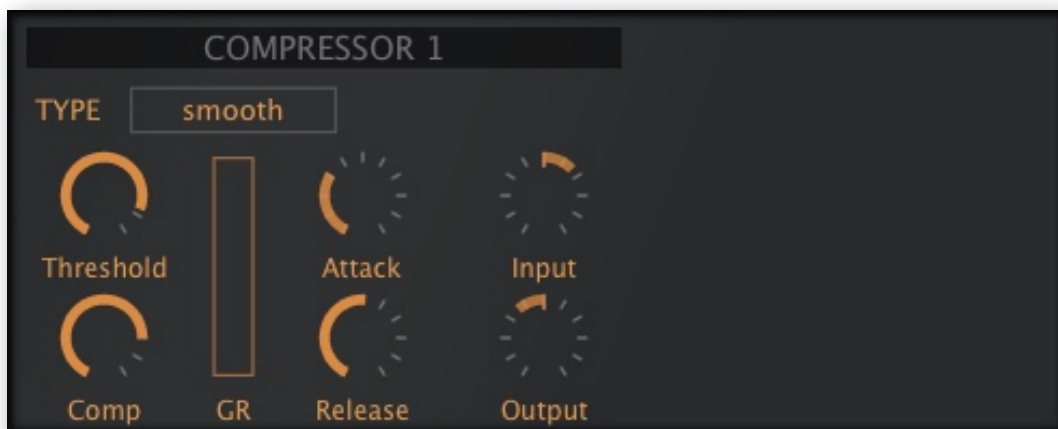 COMPRESSOR 1
TYPE smooth
Threshold Attack Input
Comp GR Release Output